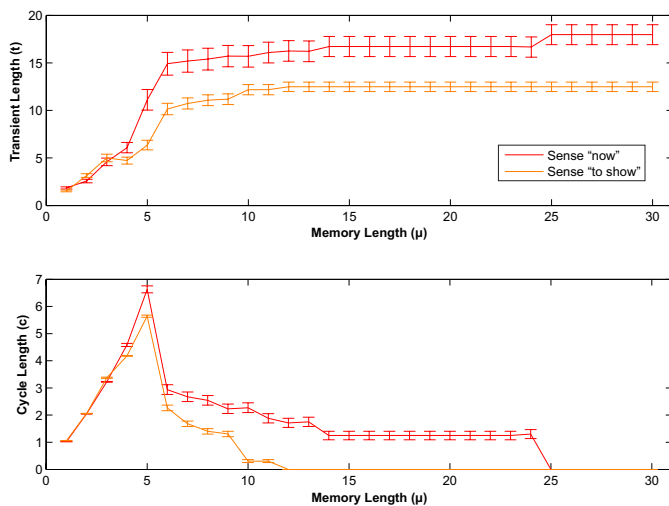 20
15
10
5
0
Transient Length (t)
Sense “now”
Sense “to show”
0 5 10 15 20 25 30
Memory Length (μ)
7
6
5
4
3
2
1
0
Cycle Length (c)
0 5 10 15 20 25 30
Memory Length (μ)